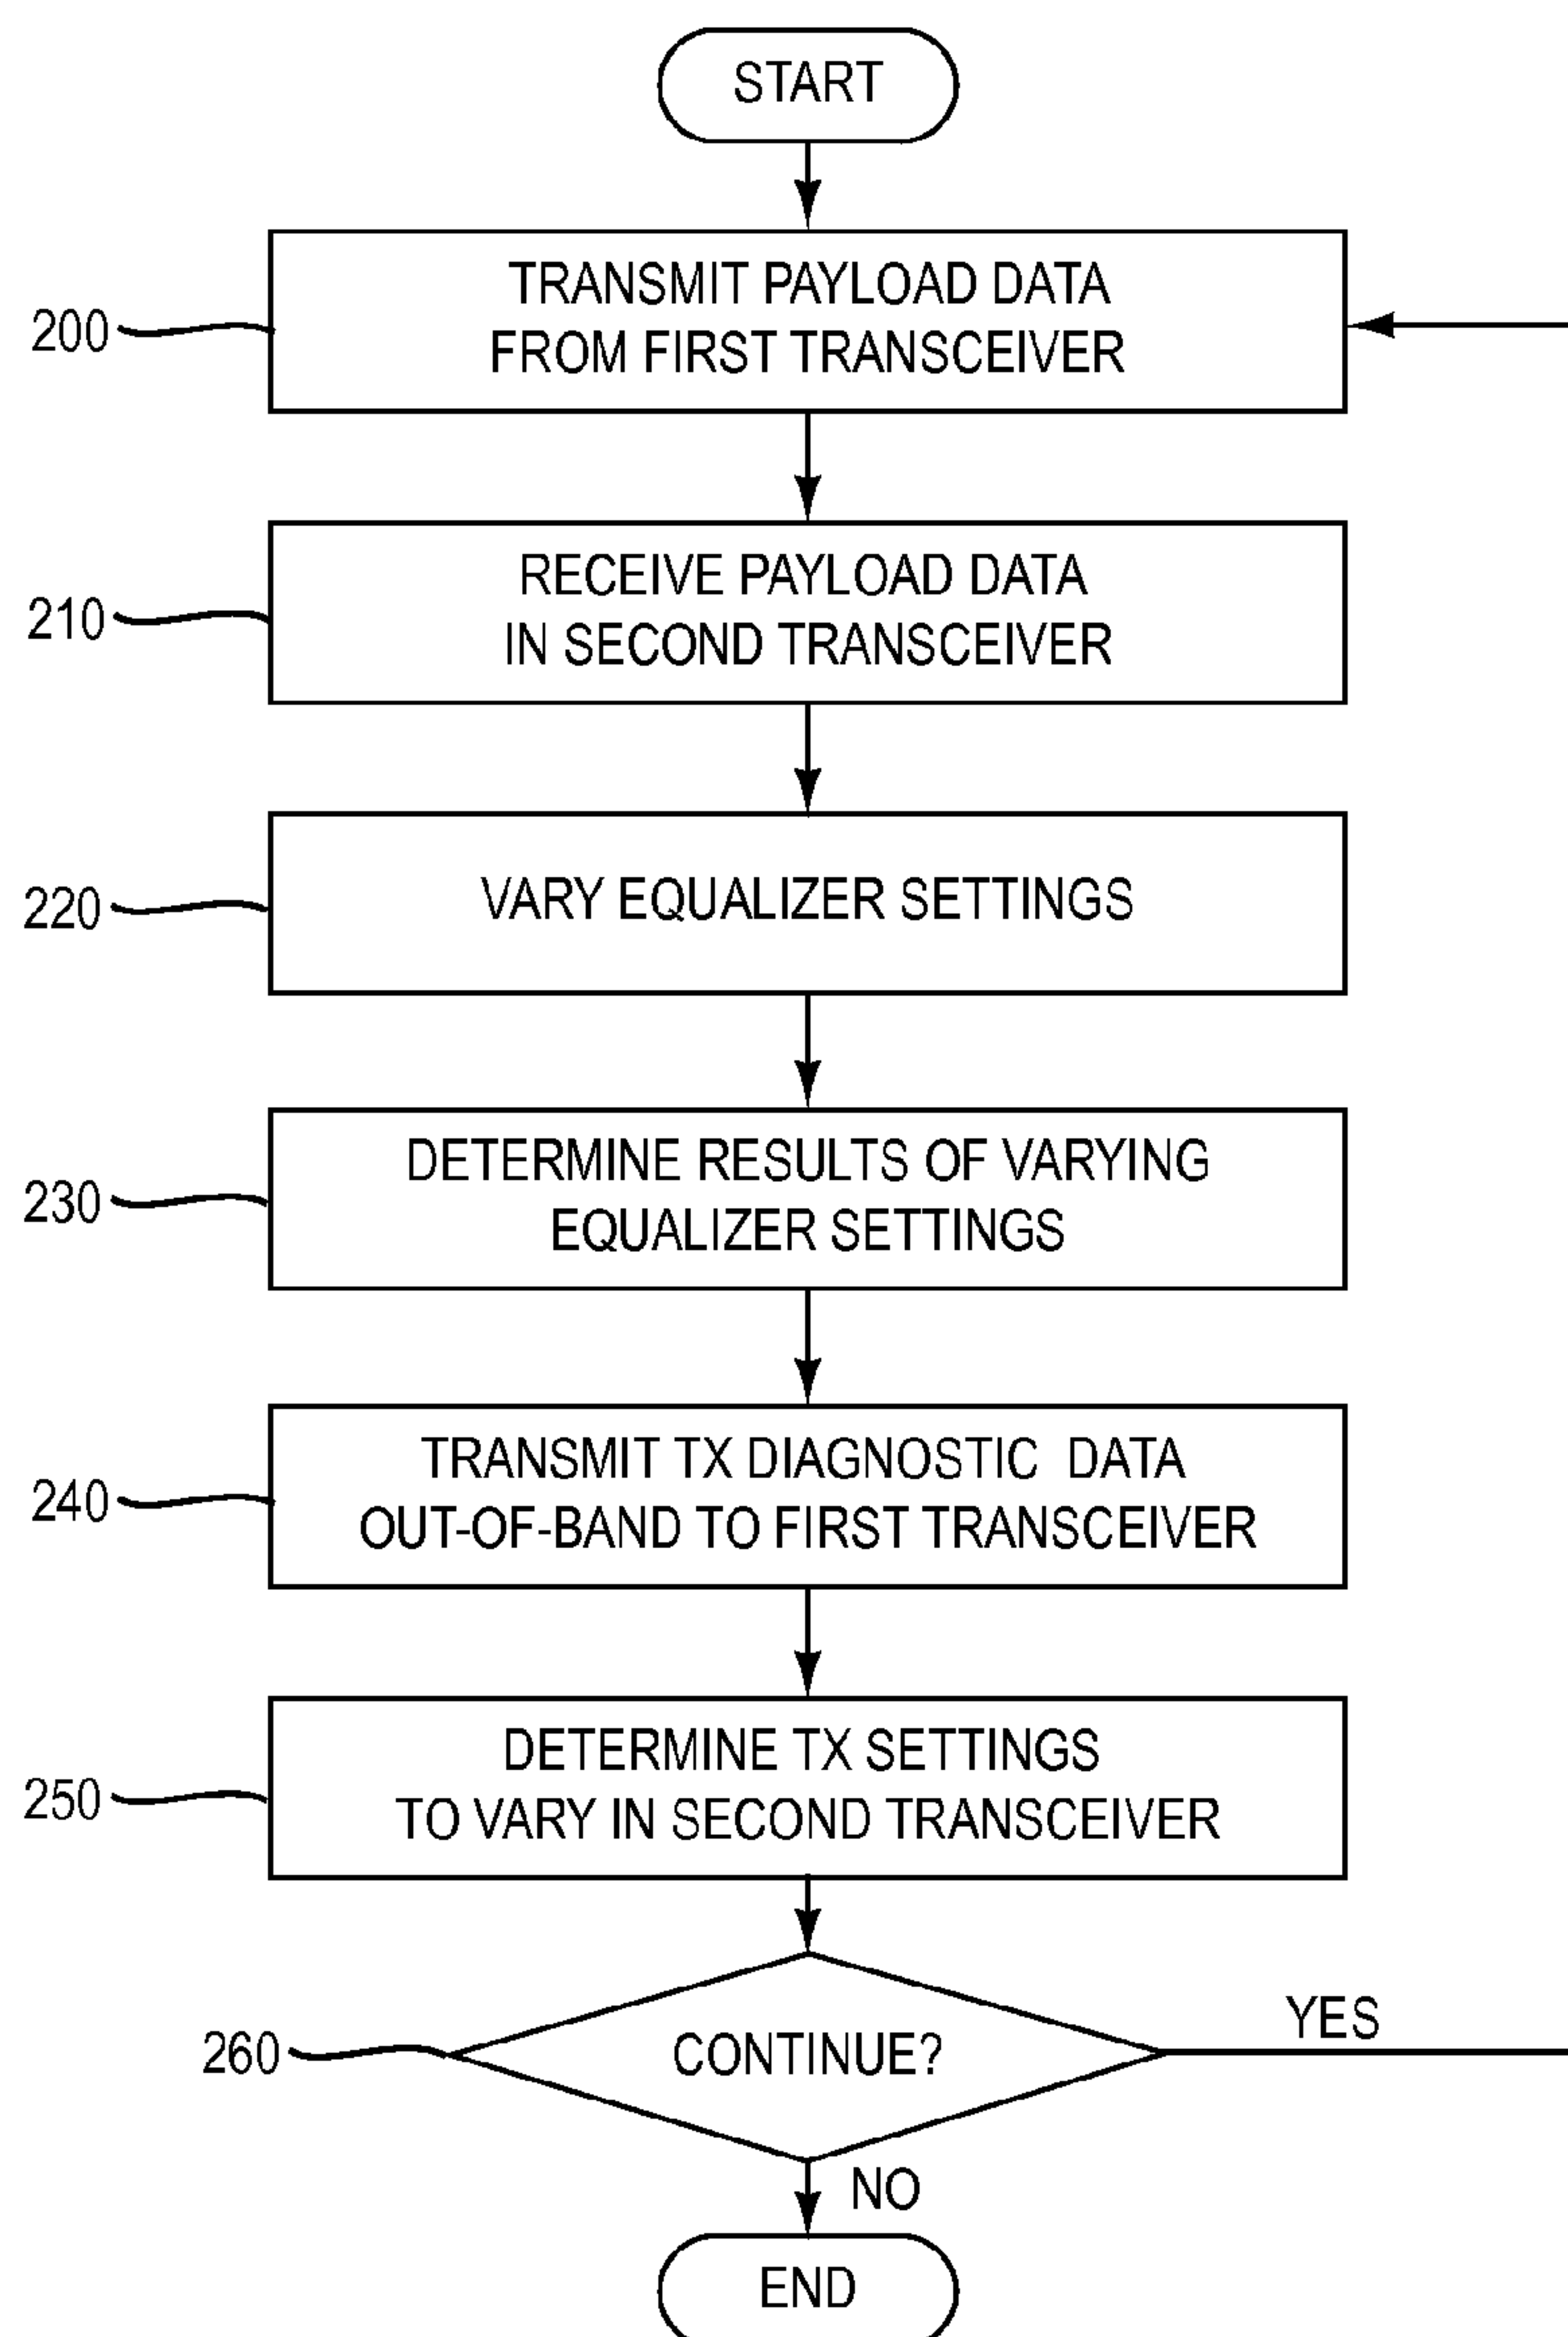 START
200
TRANSMIT PAYLOAD DATA
FROM FIRST TRANSCEIVER
210
RECEIVE PAYLOAD DATA
IN SECOND TRANSCEIVER
220
VARY EQUALIZER SETTINGS
230
DETERMINE RESULTS OF VARYING
EQUALIZER SETTINGS
240
TRANSMIT TX DIAGNOSTIC DATA
OUT-OF-BAND TO FIRST TRANSCEIVER
250
DETERMINE TX SETTINGS
TO VARY IN SECOND TRANSCEIVER
260
CONTINUE?
YES
NO
END